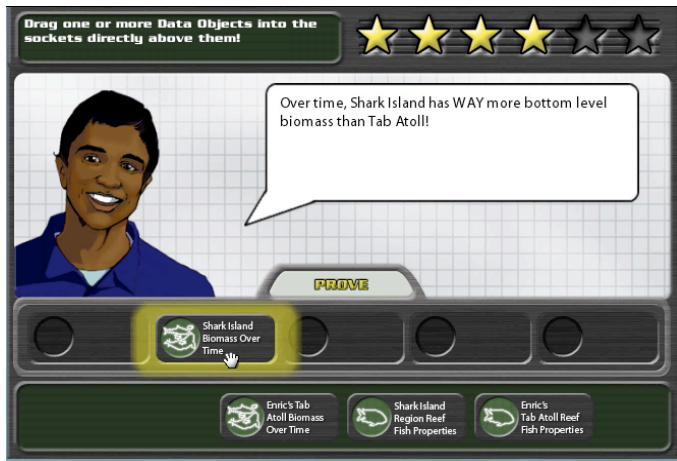 Drag one or more Data Objects into the
sockets directly above them!
Over time, Shark Island has WAY more bottom level
biomass than Tab Atoll!
PROVE
Shark Island
Biomass Over
Time
Enric's Tab
Atoll Biomass
Over Time
Shark Island
Region Reef
Fish Properties
Enric's
Tab Atoll Reef
Fish Properties